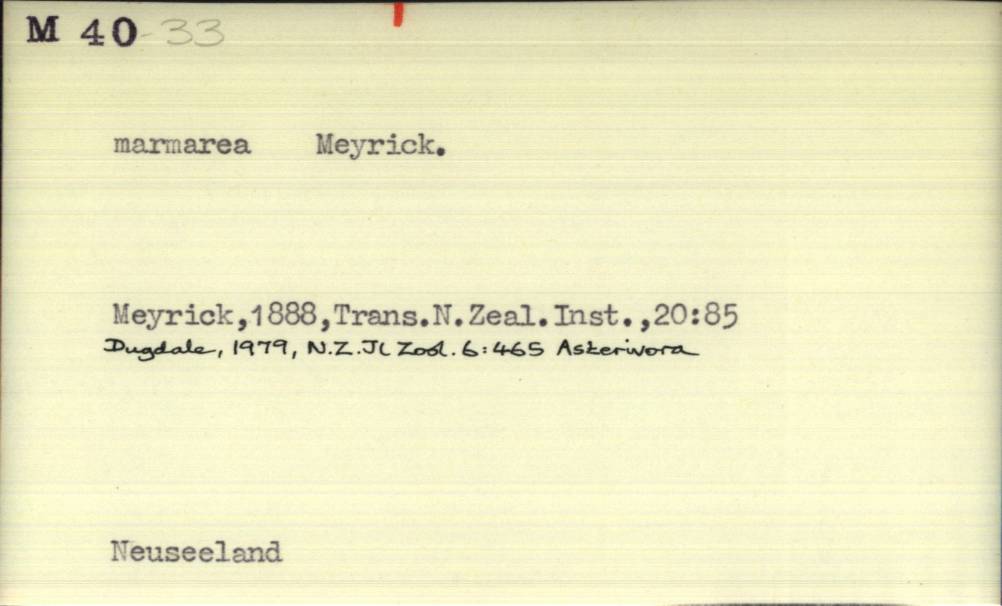 M 40-33
marmarea Meyrick.
Meyrick,1888,Trans.N.Zeal.Inst.,20:85
Dugdale, 1979, N.Z. Jl Zool. 6:465 Asterivora
Neuseeland